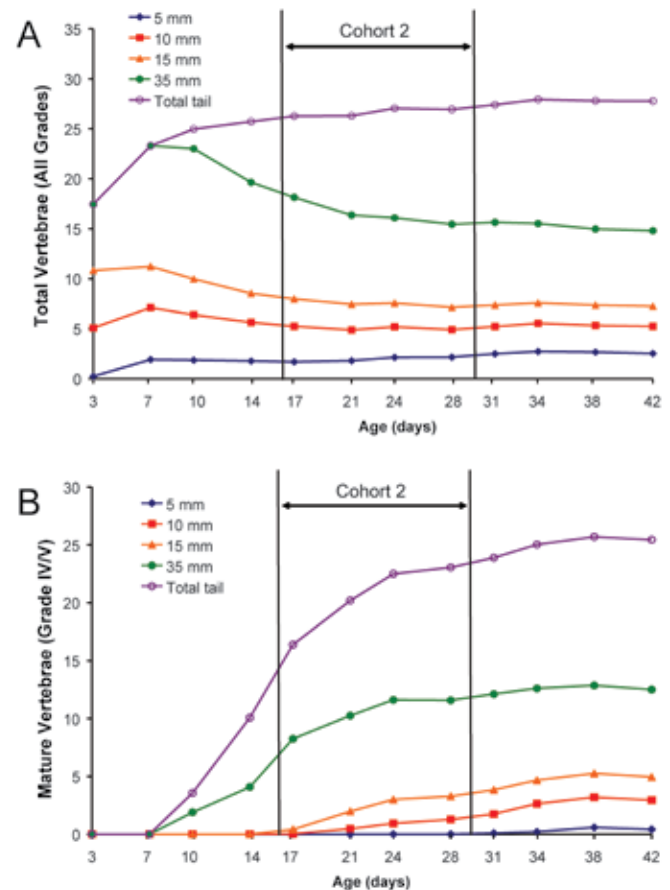 A
5 mm
10 mm
15 mm
35 mm
Total tail
Cohort 2
Total Vertebrae (All Grades)
35
30
25
20
15
10
5
0
3 7 10 14 17 21 24 28 31 34 38 42
Age (days)
B
5 mm
10 mm
15 mm
35 mm
Total tail
Cohort 2
Mature Vertebrae (Grade IV/V)
30
25
20
15
10
5
0
3 7 10 14 17 21 24 28 31 34 38 42
Age (days)